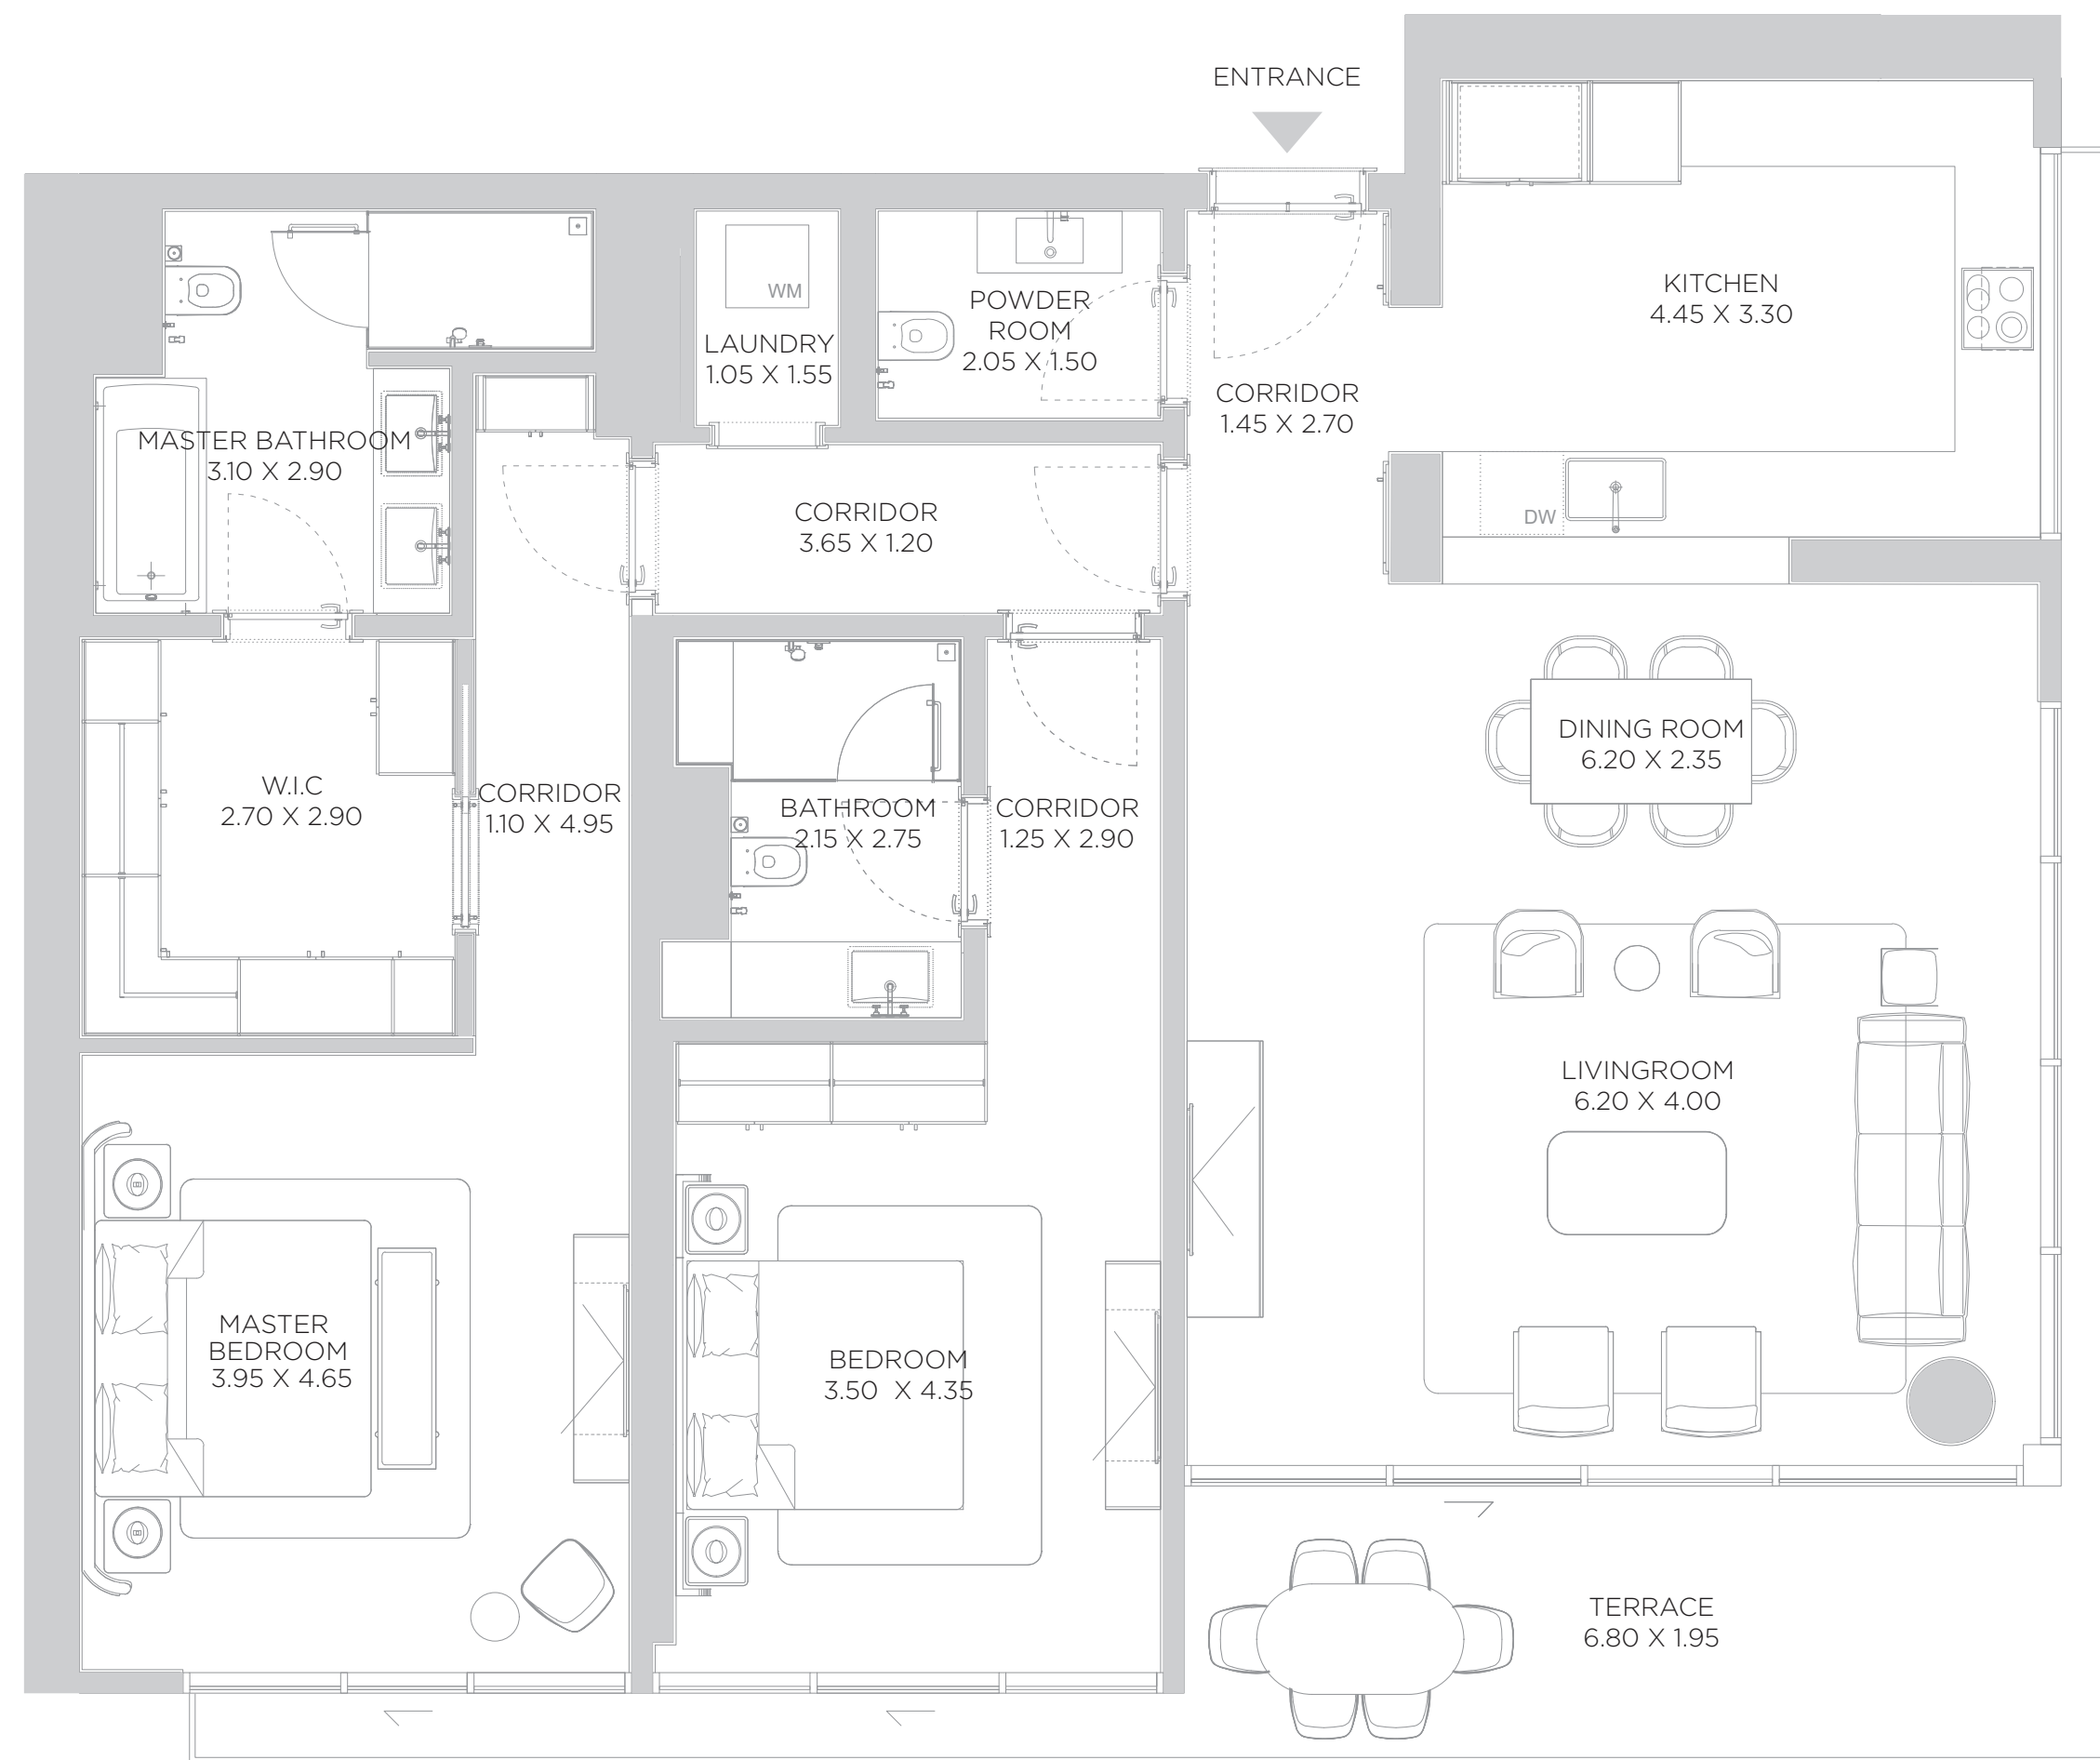 ENTRANCE
KITCHEN
4.45 X 3.30
WM
LAUNDRY
1.05 X 1.55
POWDER
ROOM
2.05 X 1.50
CORRIDOR
1.45 X 2.70
MASTER BATHROOM
3.10 X 2.90
CORRIDOR
3.65 X 1.20
DW
DINING ROOM
6.20 X 2.35
W.I.C
2.70 X 2.90
CORRIDOR
1.10 X 4.95
BATHROOM
2.15 X 2.75
CORRIDOR
1.25 X 2.90
LIVINGROOM
6.20 X 4.00
MASTER
BEDROOM
3.95 X 4.65
BEDROOM
3.50 X 4.35
TERRACE
6.80 X 1.95